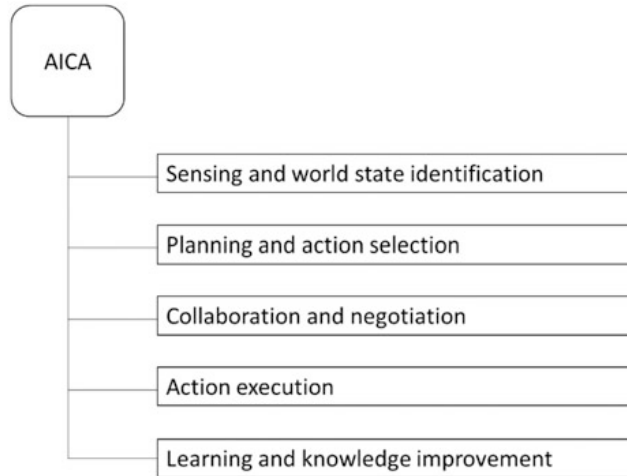 AICA
Sensing and world state identification
Planning and action selection
Collaboration and negotiation
Action execution
Learning and knowledge improvement